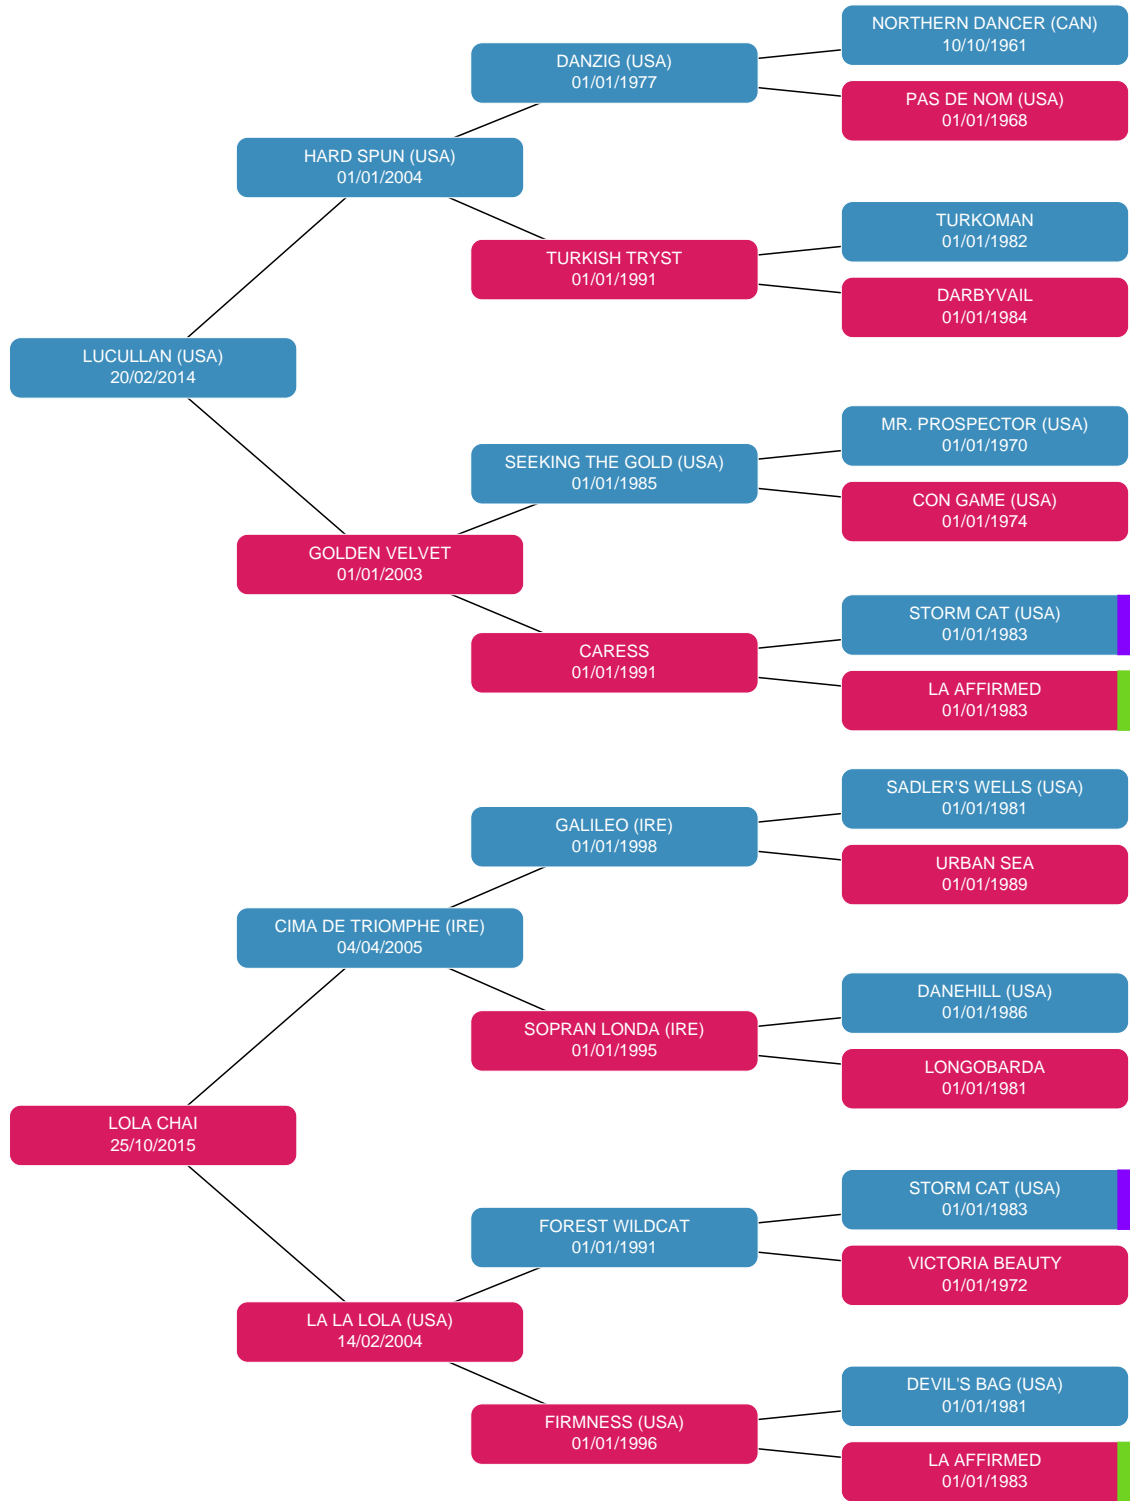 NORTHERN DANCER (CAN)
10/10/1961
DANZIG (USA)
01/01/1977
PAS DE NOM (USA)
01/01/1968
HARD SPUN (USA)
01/01/2004
TURKOMAN
01/01/1982
TURKISH TRYST
01/01/1991
DARBYVAIL
01/01/1984
LUCULLAN (USA)
20/02/2014
MR. PROSPECTOR (USA)
01/01/1970
SEEKING THE GOLD (USA)
01/01/1985
CON GAME (USA)
01/01/1974
GOLDEN VELVET
01/01/2003
STORM CAT (USA)
01/01/1983
CARESS
01/01/1991
LA AFFIRMED
01/01/1983
SADLER'S WELLS (USA)
01/01/1981
GALILEO (IRE)
01/01/1998
URBAN SEA
01/01/1989
CIMA DE TRIOMPHE (IRE)
04/04/2005
DANEHILL (USA)
01/01/1986
SOPRAN LONDA (IRE)
01/01/1995
LONGOBARDA
01/01/1981
LOLA CHAI
25/10/2015
STORM CAT (USA)
01/01/1983
FOREST WILDCAT
01/01/1991
VICTORIA BEAUTY
01/01/1972
LA LA LOLA (USA)
14/02/2004
DEVIL'S BAG (USA)
01/01/1981
FIRMNESS (USA)
01/01/1996
LA AFFIRMED
01/01/1983